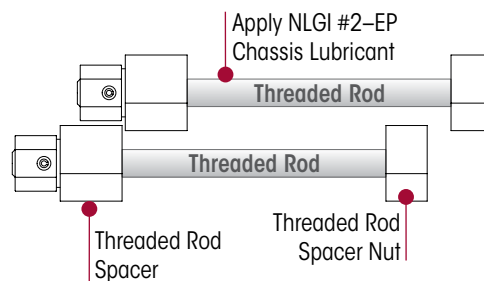 Apply NLGI #2–EP
Chassis Lubricant
Threaded Rod
Threaded Rod
Threaded Rod
Spacer
Threaded Rod
Spacer Nut